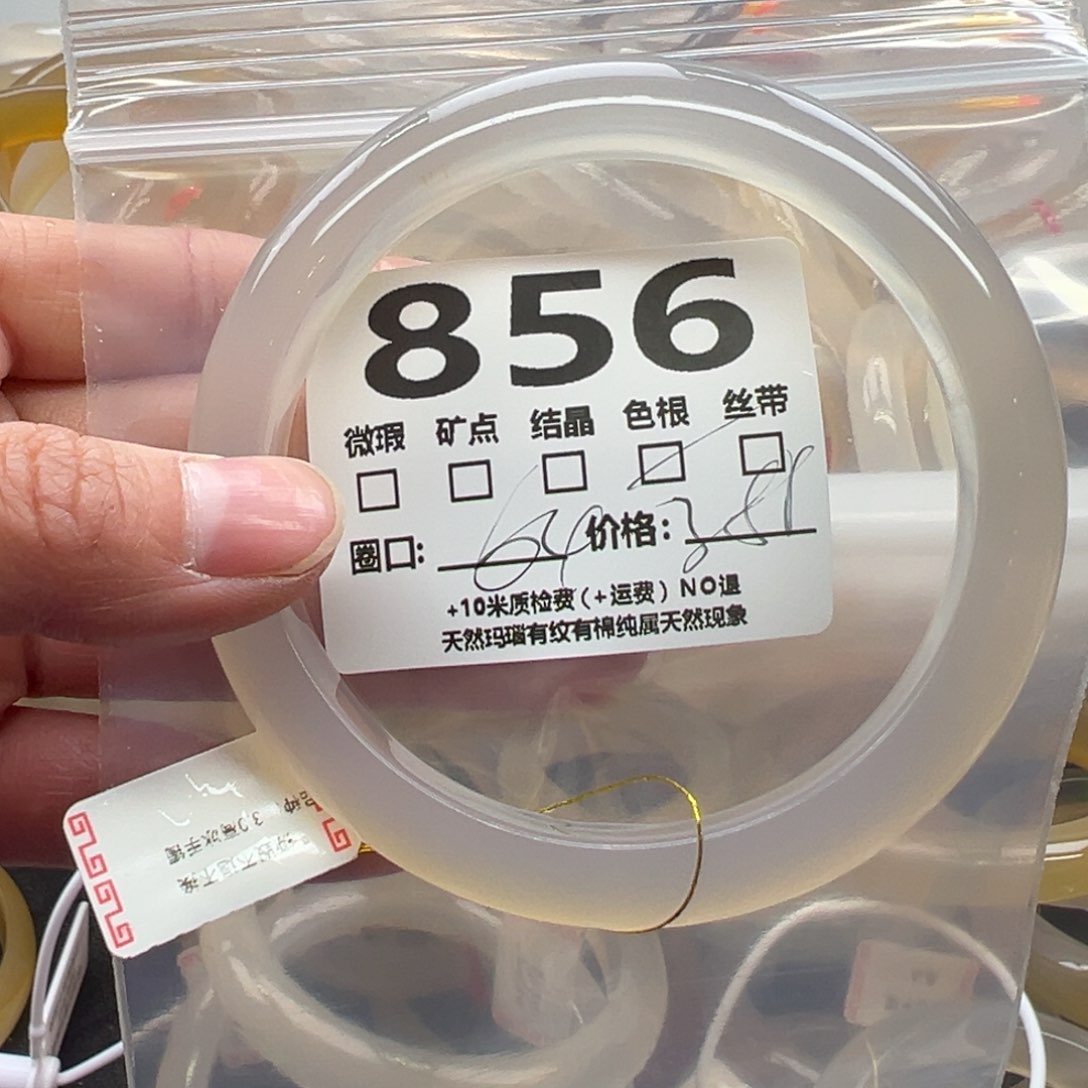 856
微瑕 矿点 结晶 色根 丝带
圈口: 64 价格:
+10米质检费(+运费) NO退
天然玛瑙有纹有棉纯属天然现象